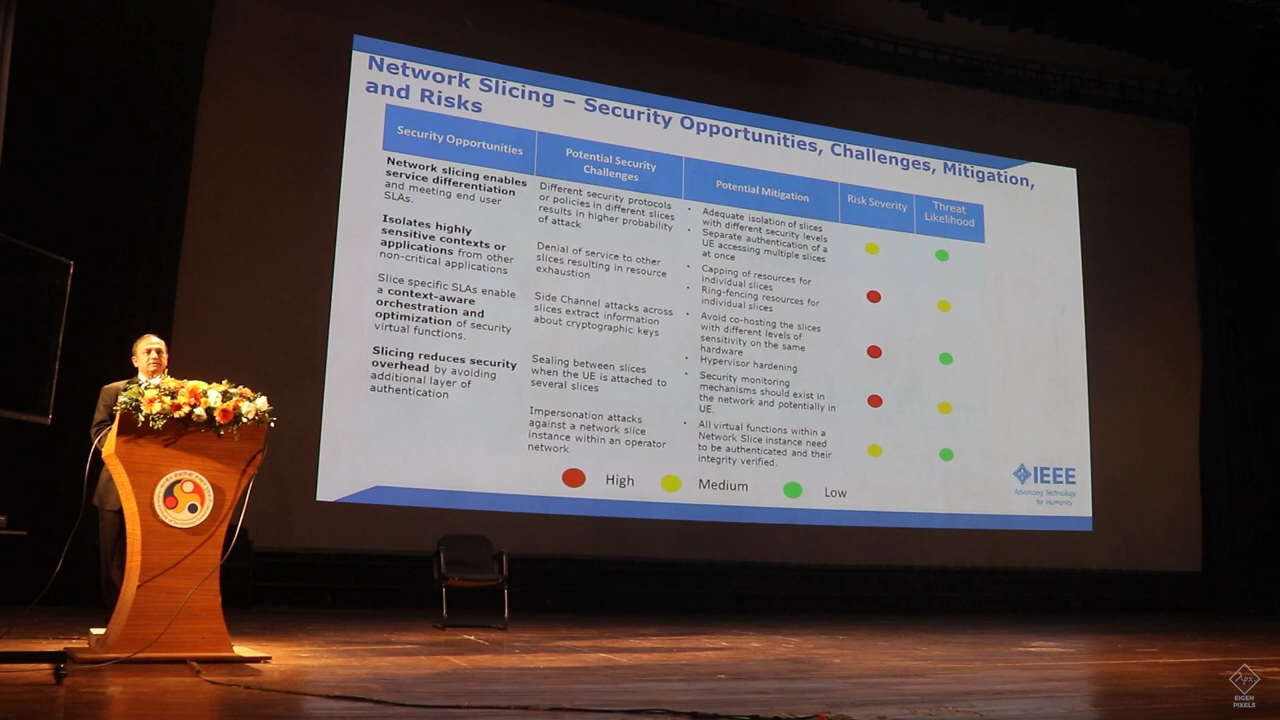 Network Slicing – Security Opportunities, Challenges, Mitigation,
and Risks
Security Opportunities
Potential Security
Challenges
Potential Mitigation
Risk Severity
Threat
Likelihood
Network slicing enables
service differentiation
and meeting end user
SLAs.
Isolates highly
sensitive contexts or
applications from other
non-critical applications
Slice specific SLAs enable
a context-aware
orchestration and
optimization of security
virtual functions.
Slicing reduces security
overhead by avoiding
additional layer of
authentication
Different security protocols
or policies in different slices
results in higher probability
of attack
Denial of service to other
slices resulting in resource
exhaustion
Side Channel attacks across
slices extract information
about cryptographic keys
Sealing between slices
when the UE is attached to
several slices
Impersonation attacks
against a network slice
instance within an operator
network
• Adequate isolation of slices
with different security levels
• Separate authentication of a
UE accessing multiple slices
at once
• Capping of resources for
individual slices
• Ring-fencing resources for
individual slices
• Avoid co-hosting the slices
with different levels of
sensitivity on the same
hardware
• Hypervisor hardening
• Security monitoring
mechanisms should exist in
the network and potentially in
UE.
• All virtual functions within a
Network Slice instance need
to be authenticated and their
integrity verified.
High
Medium
Low
IEEE
Advancing Technology
for Humanity
EIGEN
PIXELS